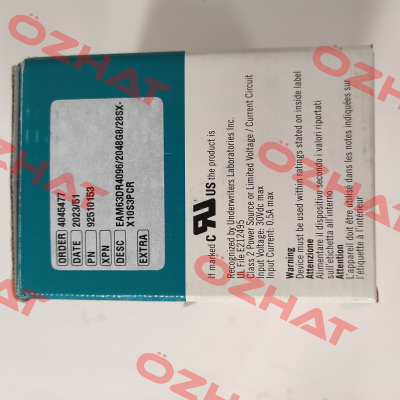 ORDER 4045477
DATE 2023/51
PN 92510153
XPN
DESC EAM63DR4096/2048G8/28SX-
X1053PCR
EXTRA
If marked C RU US the product is
Recognized by Underwriters Laboratories Inc.
UL File E212495
Class 2 Power Source or Limited Voltage / Current Circuit
Input Voltage: 30Vdc max
Input Current: 0.5A max
Warning
Device must be used within ratings stated on inside label
Attenzione
Alimentare il dispositivo secondo i valori riportati
sull'etichetta all'interno
Attention
L'appareil doit être utilisé dans les notes indiquées sur
l'étiquette à l'intérieur
ÖZHAT
ÖZHAT
ÖZHAT
ÖZHAT
ÖZHAT